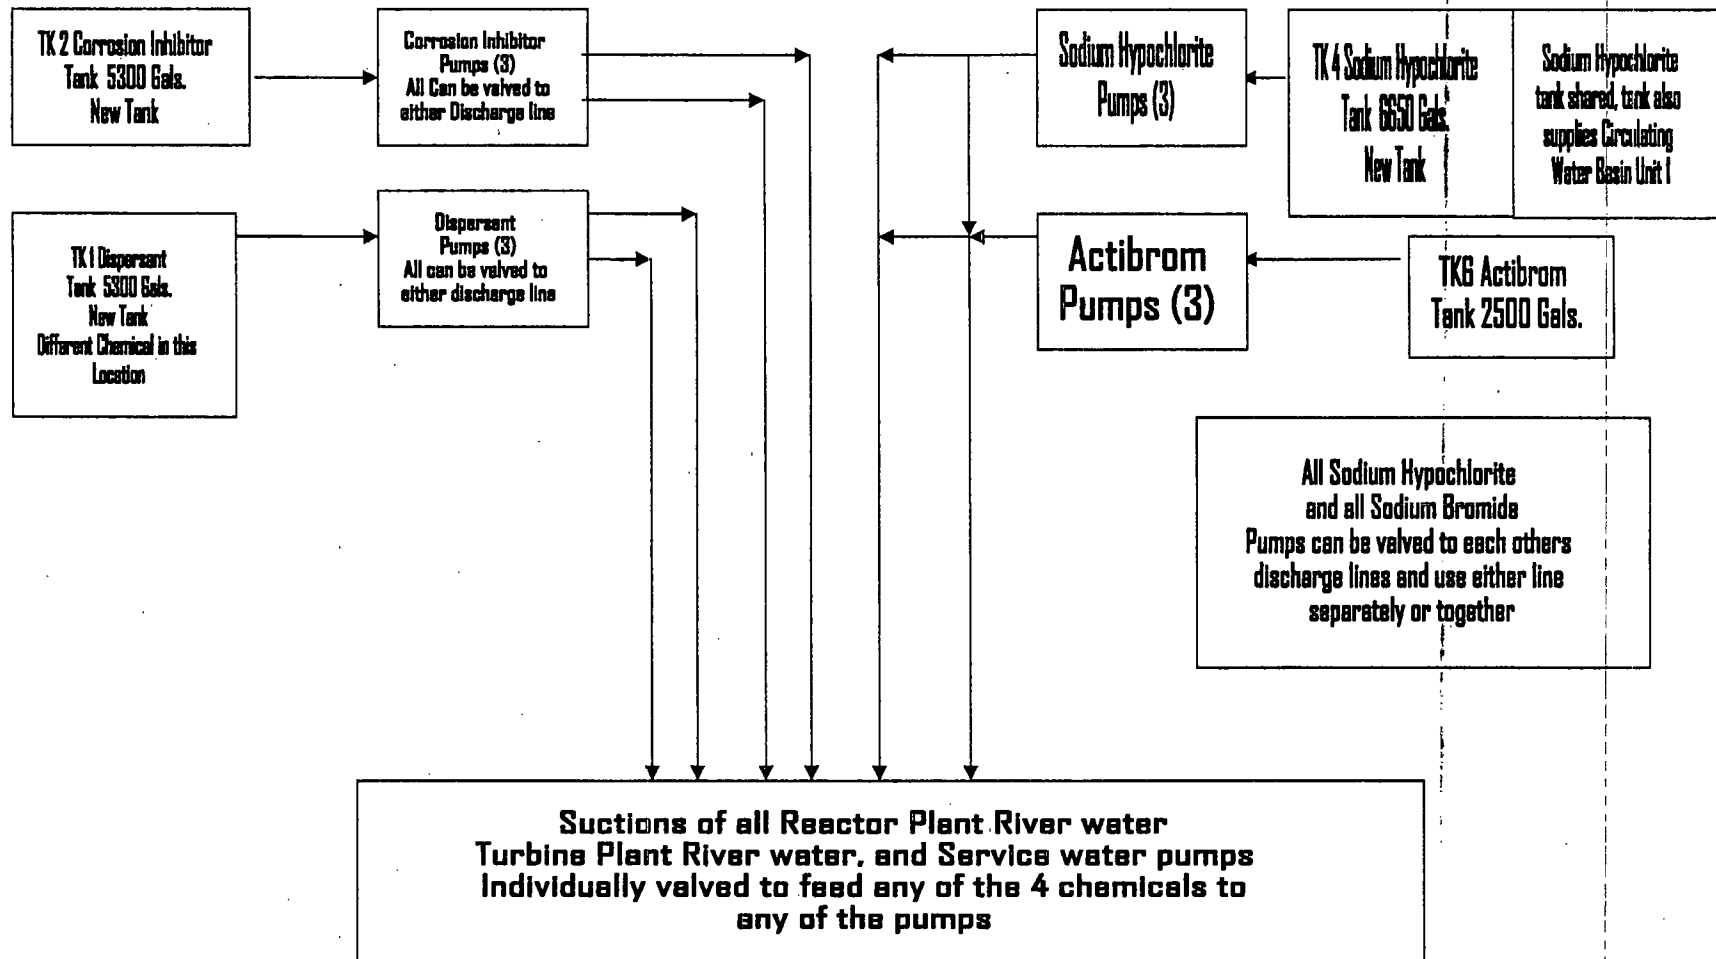 TK 2 Corrosion Inhibitor
Tank 5300 Gals.
New Tank
Corrosion Inhibitor
Pumps (3)
All Can be valved to
either Discharge line
Sodium Hypochlorite
Pumps (3)
TK 4 Sodium Hypochlorite
Tank 6650 Gals.
New Tank
Sodium Hypochlorite
tank shared, tank also
supplies Circulating
Water Basin Unit 1
TK 1 Dispersant
Tank 5300 Gals.
New Tank
Different Chemical in this
Location
Dispersant
Pumps (3)
All can be valved to
either discharge line
Actibrom
Pumps (3)
TK6 Actibrom
Tank 2500 Gals.
All Sodium Hypochlorite
and all Sodium Bromide
Pumps can be valved to each others
discharge lines and use either line
separately or together
Suctions of all Reactor Plant River water
Turbine Plant River water, and Service water pumps
Individually valved to feed any of the 4 chemicals to
any of the pumps